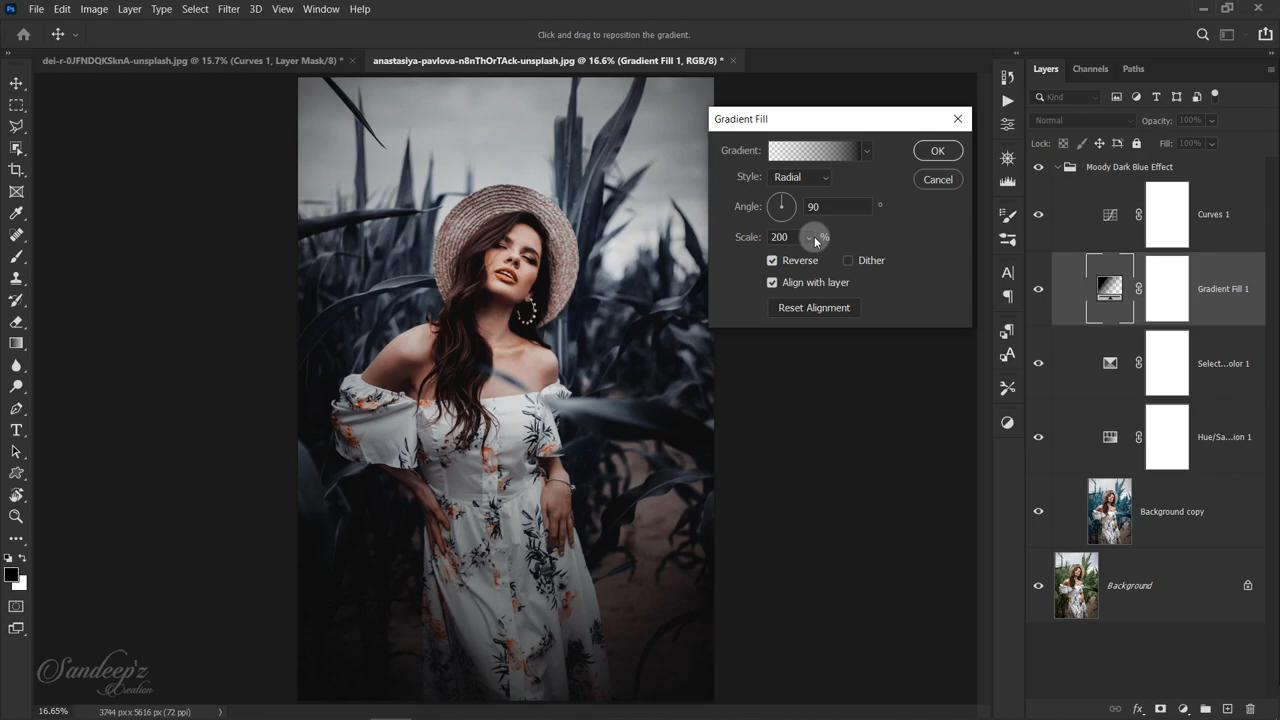 Ps File Edit Image Layer Type Select Filter 3D View Window Help
Click and drag to reposition the gradient.
dei-r-0JFNDQKSknA-unsplash.jpg @ 15.7% (Curves 1, Layer Mask/8) * ×
anastasiya-pavlova-n8nThOrTAck-unsplash.jpg @ 16.6% (Gradient Fill 1, RGB/8) * ×
Gradient Fill
Gradient:
OK
Style: Radial
Cancel
Angle: 90 °
Scale: 200 %
Reverse Dither
Align with layer
Reset Alignment
Layers Channels Paths
Kind
Normal Opacity: 100%
Lock: Fill: 100%
Moody Dark Blue Effect
Curves 1
Gradient Fill 1
Select...olor 1
Hue/Sa...ion 1
Background copy
Background
Sandeep'z
Creation
16.65% 3744 px x 5616 px (72 ppi)
fx